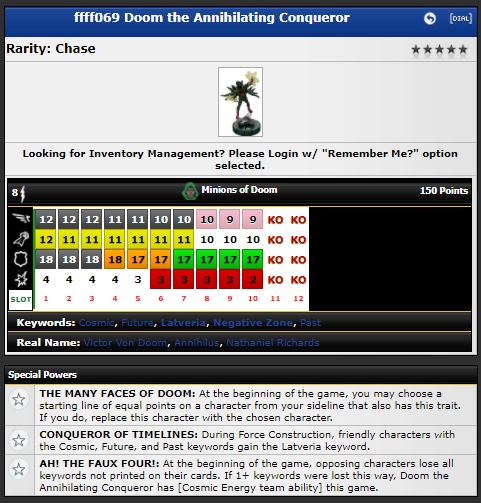 ffff069 Doom the Annihilating Conqueror
[DIAL]
Rarity: Chase
Looking for Inventory Management? Please Login w/ "Remember Me?" option
selected.
8 Minions of Doom 150 Points
12 12 12 11 11 10 10 10 9 9 KO KO
12 11 11 11 11 11 11 10 10 10 KO KO
18 18 18 18 17 17 17 17 17 17 KO KO
4 4 4 4 3 3 3 3 3 2 KO KO
SLOT 1 2 3 4 5 6 7 8 9 10 11 12
Keywords: Cosmic, Future, Latveria, Negative Zone, Past
Real Name: Victor Von Doom, Annihilus, Nathaniel Richards
Special Powers
THE MANY FACES OF DOOM: At the beginning of the game, you may choose a
starting line of equal points on a character from your sideline that also has this trait.
If you do, replace this character with the chosen character.
CONQUEROR OF TIMELINES: During Force Construction, friendly characters with
the Cosmic, Future, and Past keywords gain the Latveria keyword.
AH! THE FAUX FOUR!: At the beginning of the game, opposing characters lose all
keywords not printed on their cards. If 1+ keywords were lost this way, Doom the
Annihilating Conqueror has [Cosmic Energy team ability] this game.